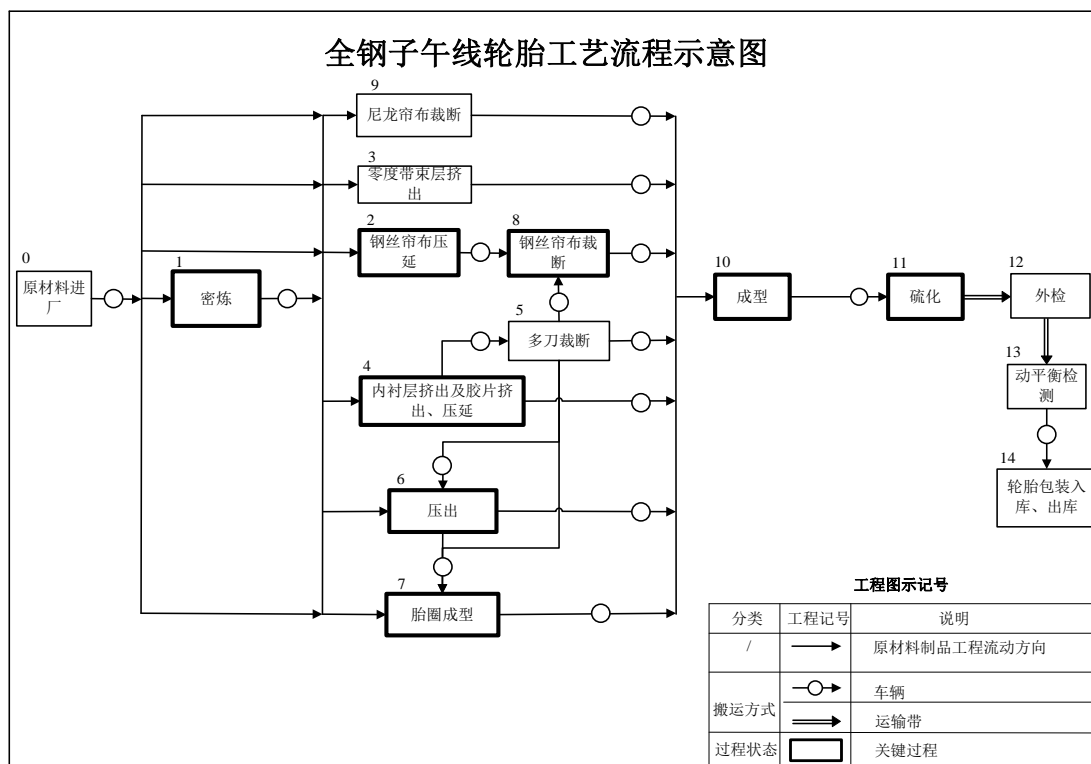 全钢子午线轮胎工艺流程示意图
9
尼龙帘布裁断
3
零度带束层挤
出
2
钢丝帘布压
延
8
钢丝帘布裁
断
0
原材料进
厂
1
密炼
5
多刀裁断
4
内衬层挤出及胶片挤
出、压延
6
压出
7
胎圈成型
10
成型
11
硫化
12
外检
13
动平衡检
测
14
轮胎包装入
库、出库
工程图示记号
分类 工程记号 说明
/ 原材料制品工程流动方向
搬运方式 车辆
运输带
过程状态 关键过程